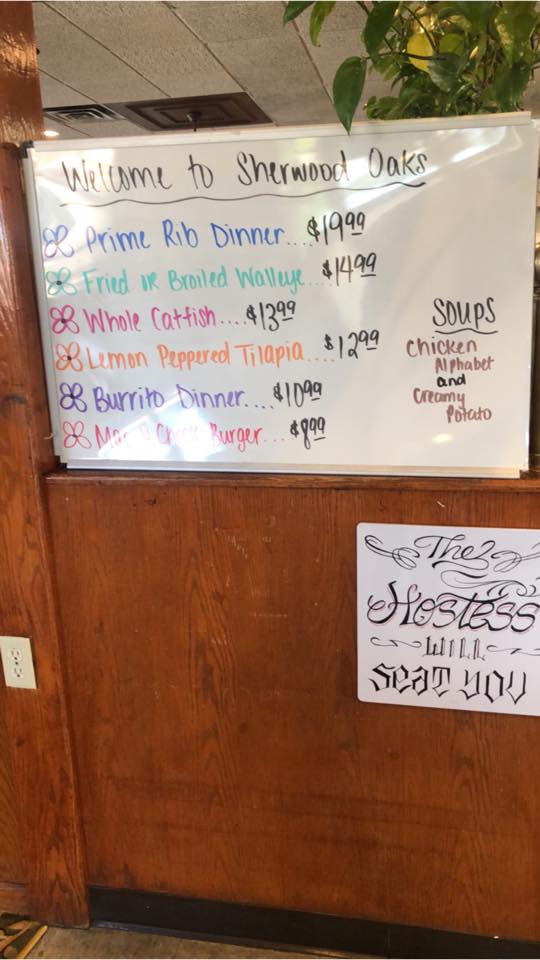 Welcome to Sherwood Oaks
Prime Rib Dinner.... $19.99
Fried or Broiled Walleye... $14.99
Whole Catfish.... $13.99
Lemon Peppered Tilapia.... $12.99
Burrito Dinner.... $10.99
Burger... $8.99
SOUPS
Chicken
Alphabet
and
Creamy
Potato
The
Hostess
WILL
Seat you